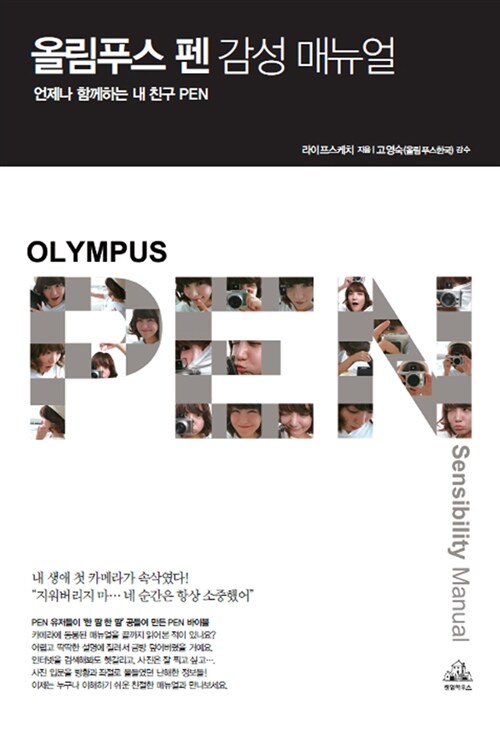 올림푸스 펜 감성 매뉴얼
언제나 함께하는 내 친구 PEN
라이프스케치 지음 | 고영숙(올림푸스한국) 감수
OLYMPUS
PEN
Sensibility Manual
내 생애 첫 카메라가 속삭였다!
“지워버리지 마… 네 순간은 항상 소중했어”
PEN 유저들이 ‘한 땀 한 땀’ 공들여 만든 PEN 바이블
카메라에 동봉된 매뉴얼을 끝까지 읽어본 적이 있나요?
어렵고 딱딱한 설명에 질려서 금방 덮어버렸을 거예요.
인터넷을 검색해봐도 헷갈리고, 사진은 잘 찍고 싶고….
사진 입문을 방황과 좌절로 물들였던 난해한 정보들!
이제는 누구나 이해하기 쉬운 친절한 매뉴얼과 만나보세요.